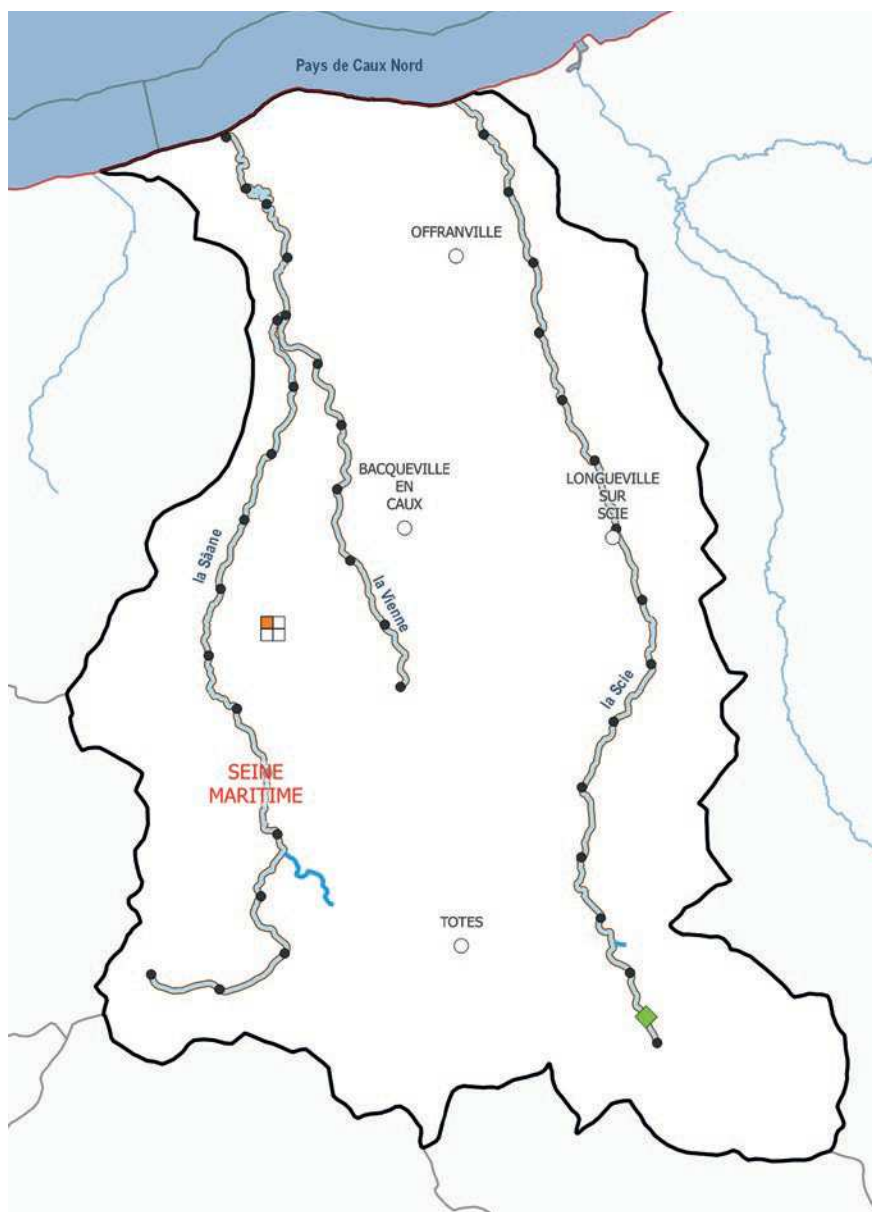 Pays de Caux Nord
OFFRANVILLE
BACQUEVILLE
EN
CAUX
LONGUEVILLE
SUR
SCIE
la Sâane
la Vienne
la Scie
SEINE
MARITIME
TOTES